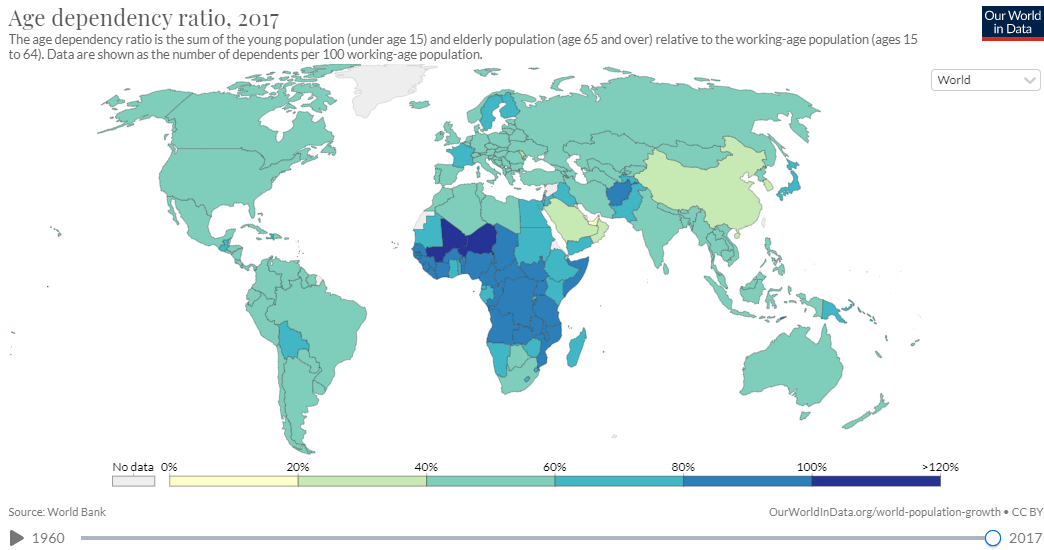 Age dependency ratio, 2017
Our World
in Data
The age dependency ratio is the sum of the young population (under age 15) and elderly population (age 65 and over) relative to the working-age population (ages 15
to 64). Data are shown as the number of dependents per 100 working-age population.
World
No data 0% 20% 40% 60% 80% 100% >120%
Source: World Bank
OurWorldInData.org/world-population-growth • CC BY
1960 2017